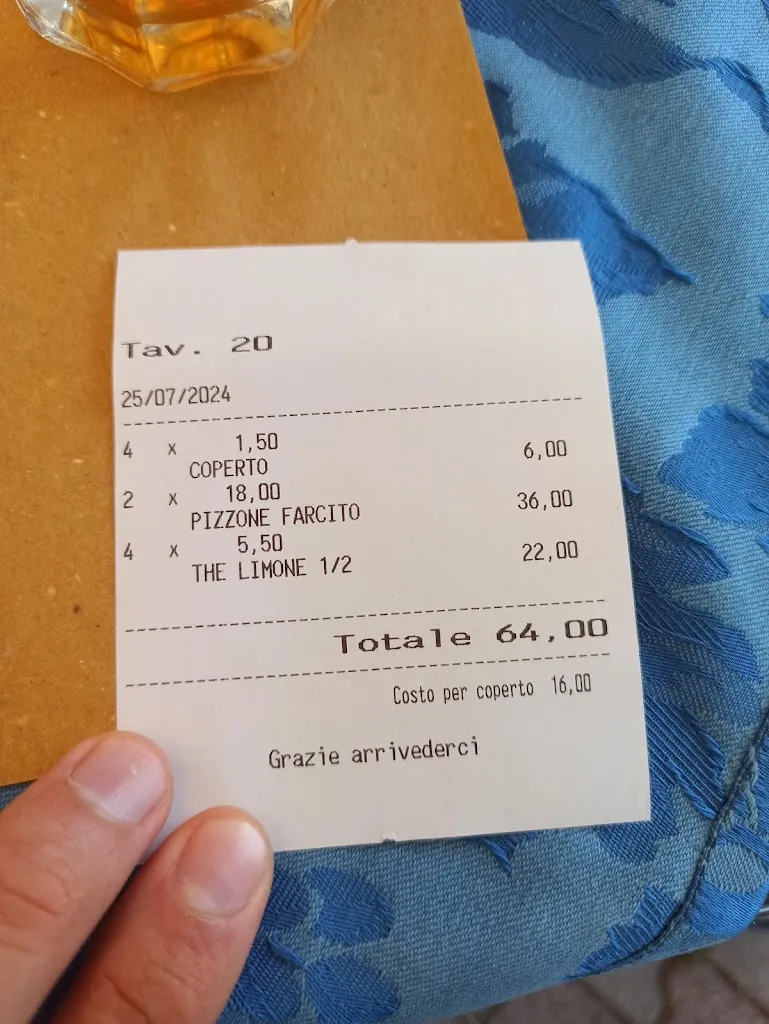 Tav. 20
25/07/2024
4 x 1,50 6,00
COPERTO
2 x 18,00 36,00
PIZZONE FARCITO
4 x 5,50 22,00
THE LIMONE 1/2
Totale 64,00
Costo per coperto 16,00
Grazie arrivederci